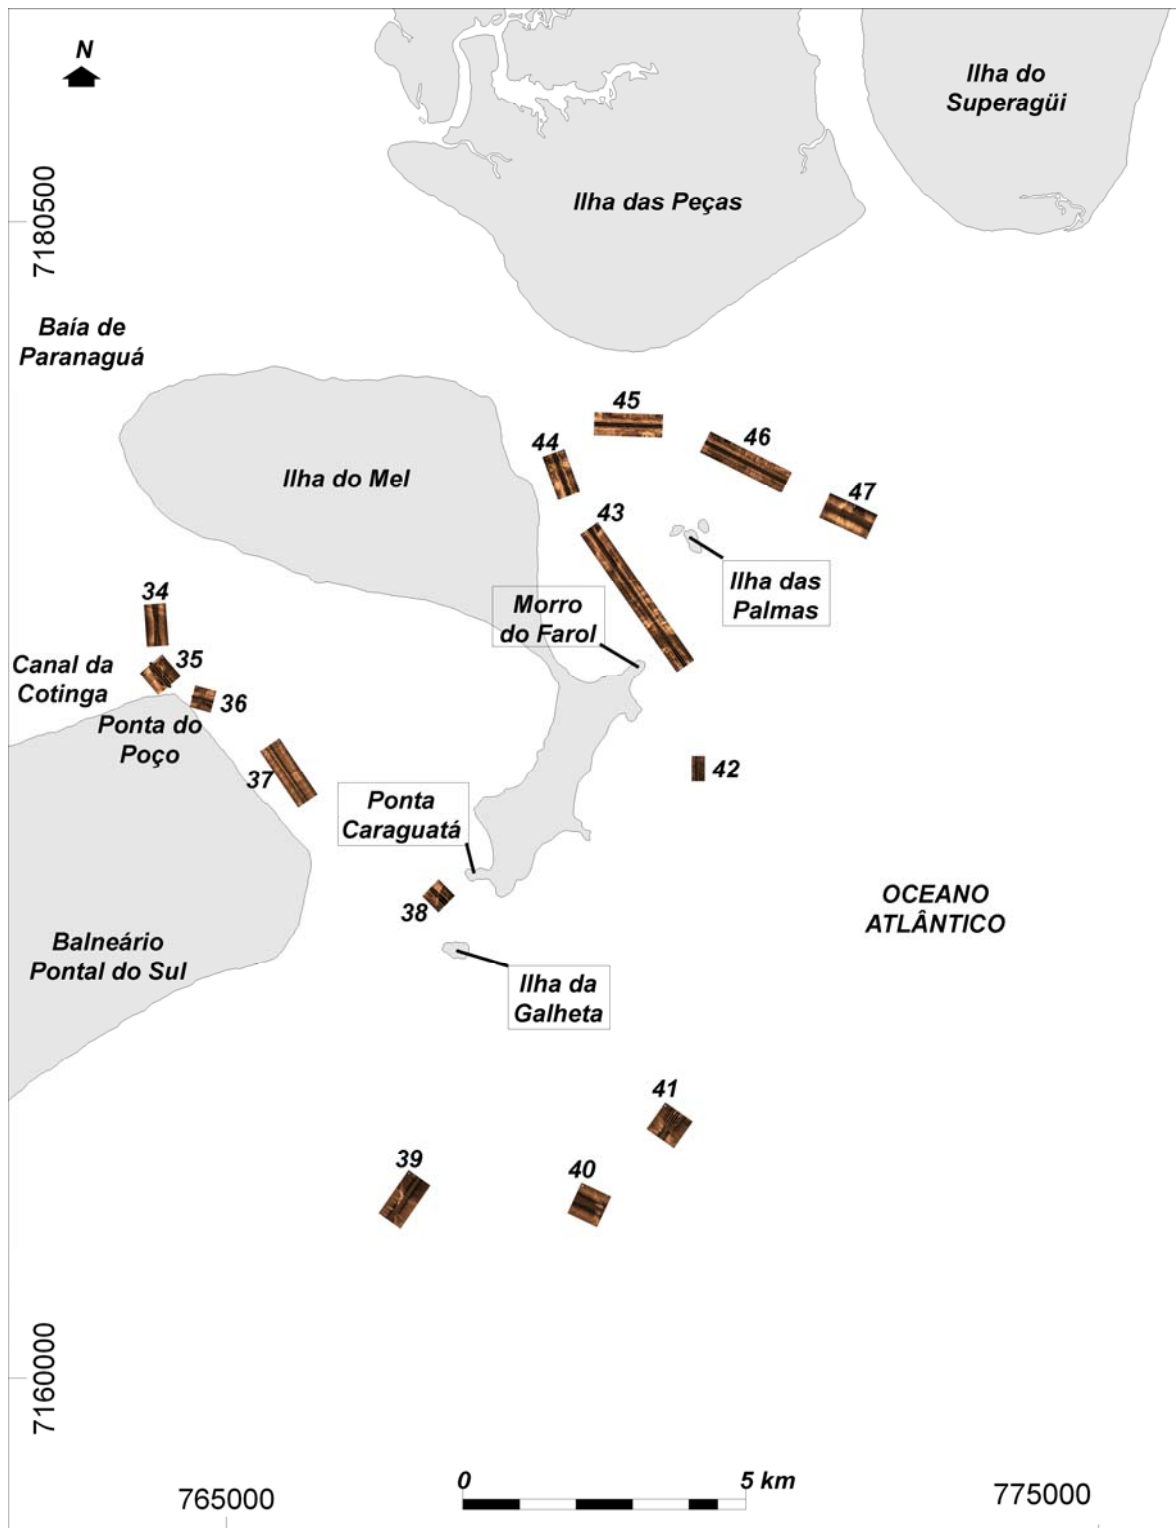 N
Ilha do
Superagüi
7180500
Ilha das Peças
Baía de
Paranaguá
45
46
44
Ilha do Mel
47
43
Ilha das
Palmas
34
Morro
do Farol
35
Canal da
Cotinga
36
Ponta do
Poço
37
42
Ponta
Caraguatá
38
OCEANO
ATLÂNTICO
Balneário
Pontal do Sul
Ilha da
Galheta
41
39
40
7160000
0
5 km
765000
775000